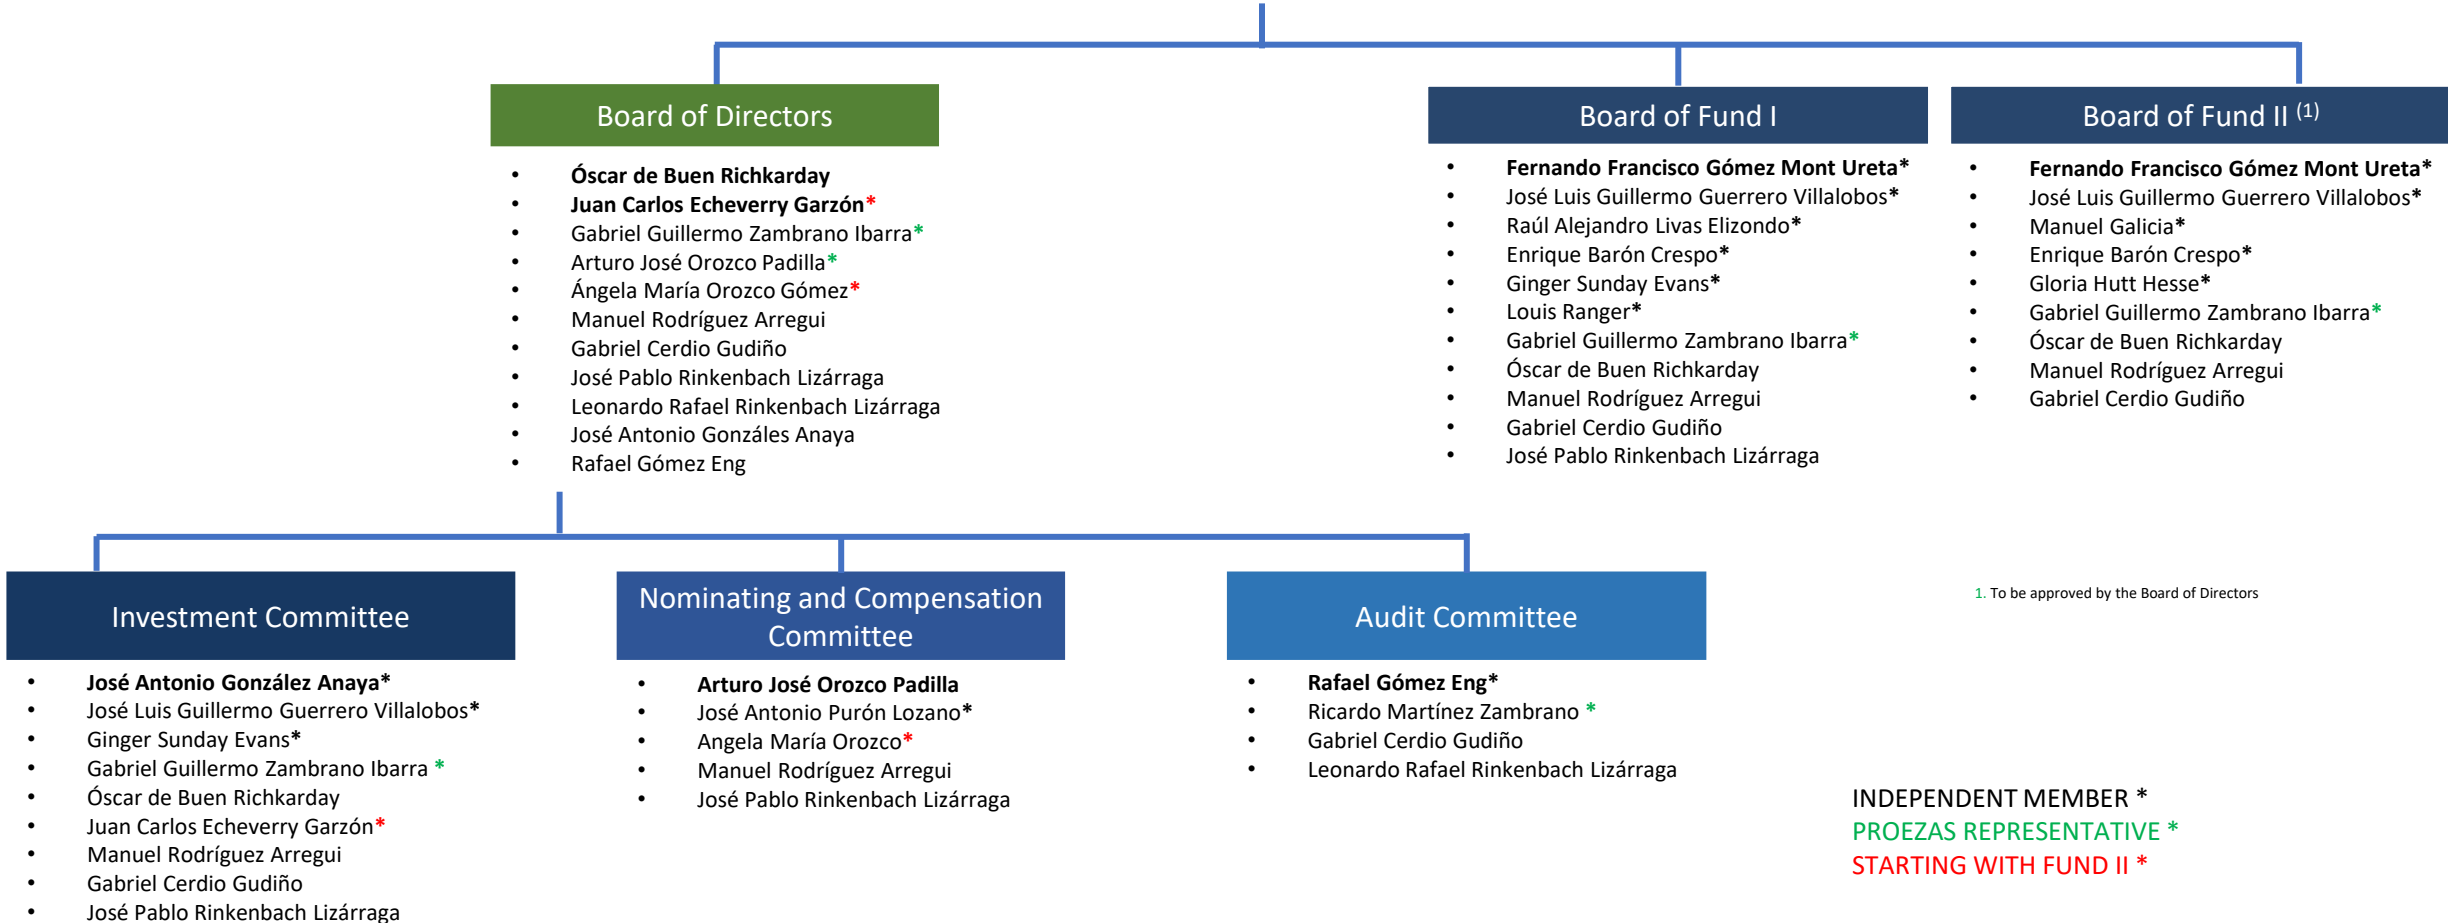 Board of Directors
• Óscar de Buen Richkarday
• Juan Carlos Echeverry Garzón*
• Gabriel Guillermo Zambrano Ibarra*
• Arturo José Orozco Padilla*
• Ángela María Orozco Gómez*
• Manuel Rodríguez Arregui
• Gabriel Cerdio Gudiño
• José Pablo Rinkenbach Lizárraga
• Leonardo Rafael Rinkenbach Lizárraga
• José Antonio Gonzáles Anaya
• Rafael Gómez Eng
Board of Fund I
• Fernando Francisco Gómez Mont Ureta*
• José Luis Guillermo Guerrero Villalobos*
• Raúl Alejandro Livas Elizondo*
• Enrique Barón Crespo*
• Ginger Sunday Evans*
• Louis Ranger*
• Gabriel Guillermo Zambrano Ibarra*
• Óscar de Buen Richkarday
• Manuel Rodríguez Arregui
• Gabriel Cerdio Gudiño
• José Pablo Rinkenbach Lizárraga
Board of Fund II (1)
• Fernando Francisco Gómez Mont Ureta*
• José Luis Guillermo Guerrero Villalobos*
• Manuel Galicia*
• Enrique Barón Crespo*
• Gloria Hutt Hesse*
• Gabriel Guillermo Zambrano Ibarra*
• Óscar de Buen Richkarday
• Manuel Rodríguez Arregui
• Gabriel Cerdio Gudiño
Investment Committee
• José Antonio González Anaya*
• José Luis Guillermo Guerrero Villalobos*
• Ginger Sunday Evans*
• Gabriel Guillermo Zambrano Ibarra *
• Óscar de Buen Richkarday
• Juan Carlos Echeverry Garzón*
• Manuel Rodríguez Arregui
• Gabriel Cerdio Gudiño
• José Pablo Rinkenbach Lizárraga
Nominating and Compensation
Committee
• Arturo José Orozco Padilla
• José Antonio Purón Lozano*
• Angela María Orozco*
• Manuel Rodríguez Arregui
• José Pablo Rinkenbach Lizárraga
Audit Committee
• Rafael Gómez Eng*
• Ricardo Martínez Zambrano *
• Gabriel Cerdio Gudiño
• Leonardo Rafael Rinkenbach Lizárraga
1. To be approved by the Board of Directors
INDEPENDENT MEMBER *
PROEZAS REPRESENTATIVE *
STARTING WITH FUND II *